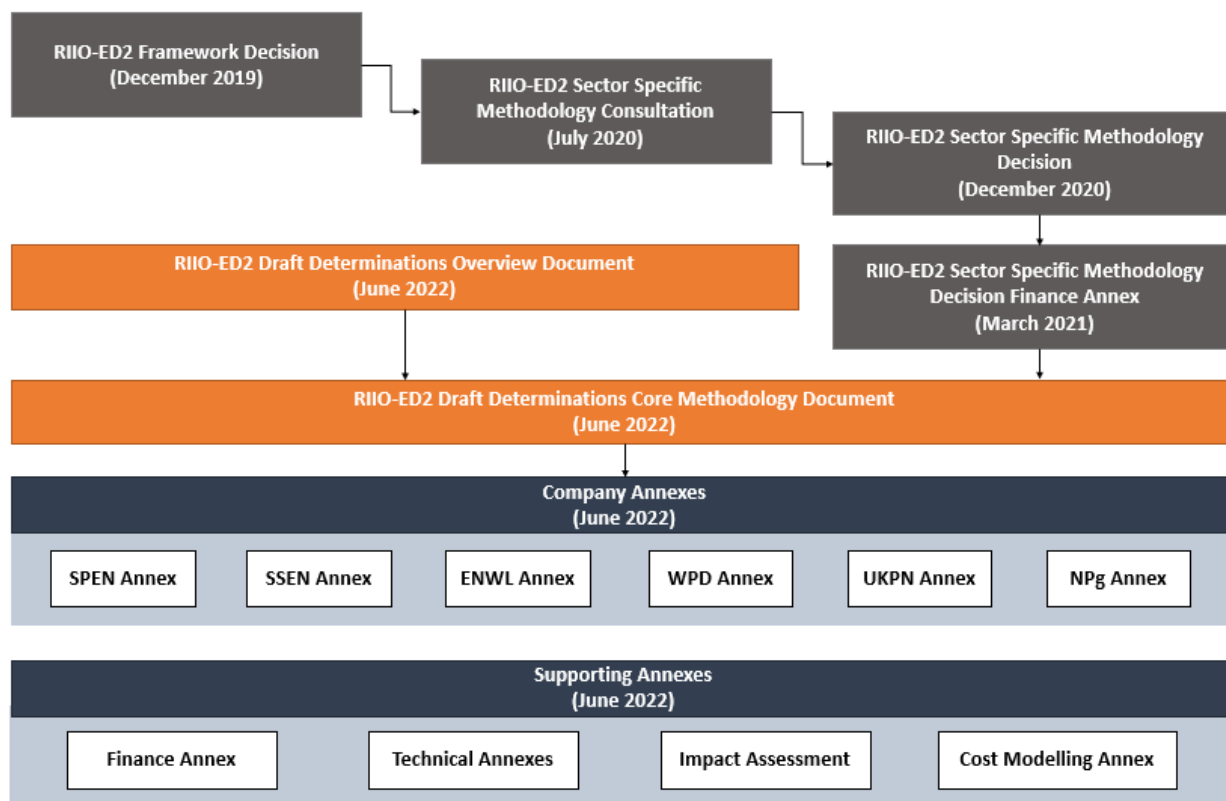 RIIO-ED2 Framework Decision
(December 2019)
RIIO-ED2 Sector Specific
Methodology Consultation
(July 2020)
RIIO-ED2 Sector Specific Methodology
Decision
(December 2020)
RIIO-ED2 Draft Determinations Overview Document
(June 2022)
RIIO-ED2 Sector Specific Methodology
Decision Finance Annex
(March 2021)
RIIO-ED2 Draft Determinations Core Methodology Document
(June 2022)
Company Annexes
(June 2022)
SPEN Annex
SSEN Annex
ENWL Annex
WPD Annex
UKPN Annex
NPg Annex
Supporting Annexes
(June 2022)
Finance Annex
Technical Annexes
Impact Assessment
Cost Modelling Annex